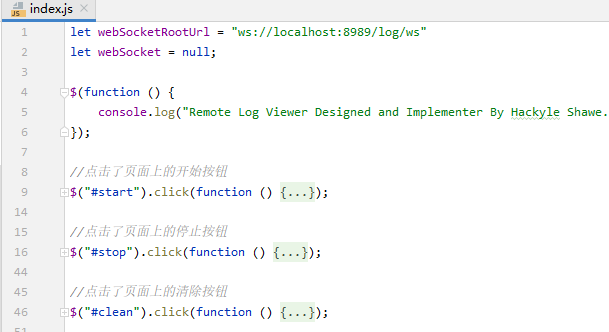 index.js
1 let webSocketRootUrl = "ws://localhost:8989/log/ws"
2 let webSocket = null;
3
4 $(function () {
5 console.log("Remote Log Viewer Designed and Implementer By Hackyle Shawe.
6 });
7
8 //点击了页面上的开始按钮
9 $("#start").click(function () {...});
14
15 //点击了页面上的停止按钮
16 $("#stop").click(function () {...});
44
45 //点击了页面上的清除按钮
46 $("#clean").click(function () {...});
51